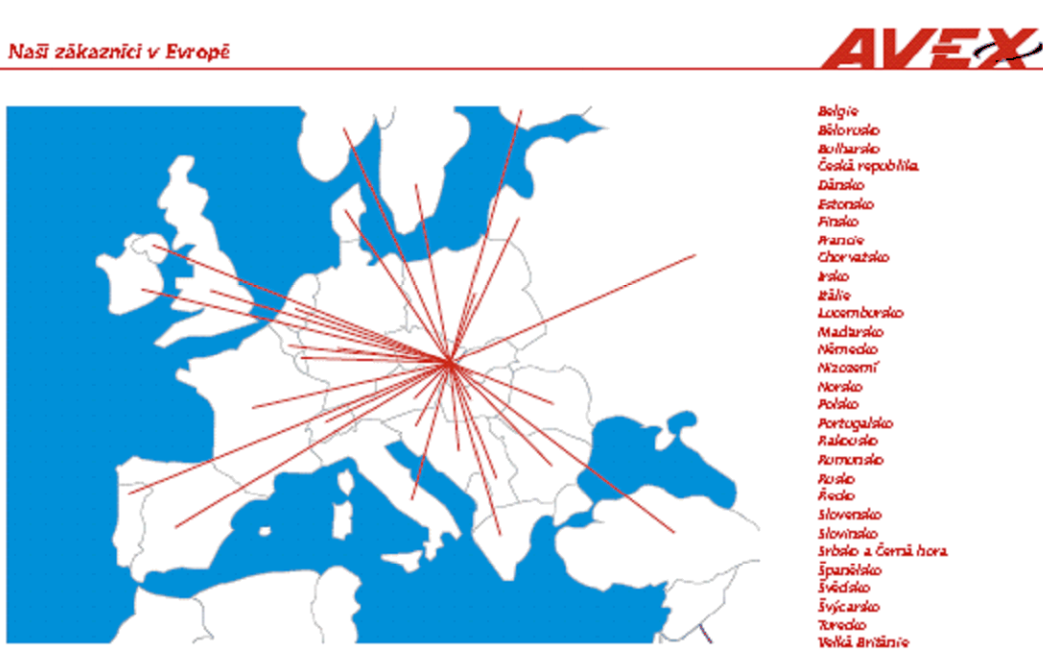 Naši zákazníci v Evropě
AVEX
Belgie
Bělorusko
Bulharsko
Česká republika
Dánsko
Estonsko
Finsko
Francie
Chorvatsko
Irsko
Itálie
Lucembursko
Maďarsko
Německo
Nizozemí
Norsko
Polsko
Portugalsko
Rakousko
Rumunsko
Rusko
Řecko
Slovensko
Slovinsko
Srbsko a Černá hora
Španělsko
Švédsko
Švýcarsko
Turecko
Velká Británie